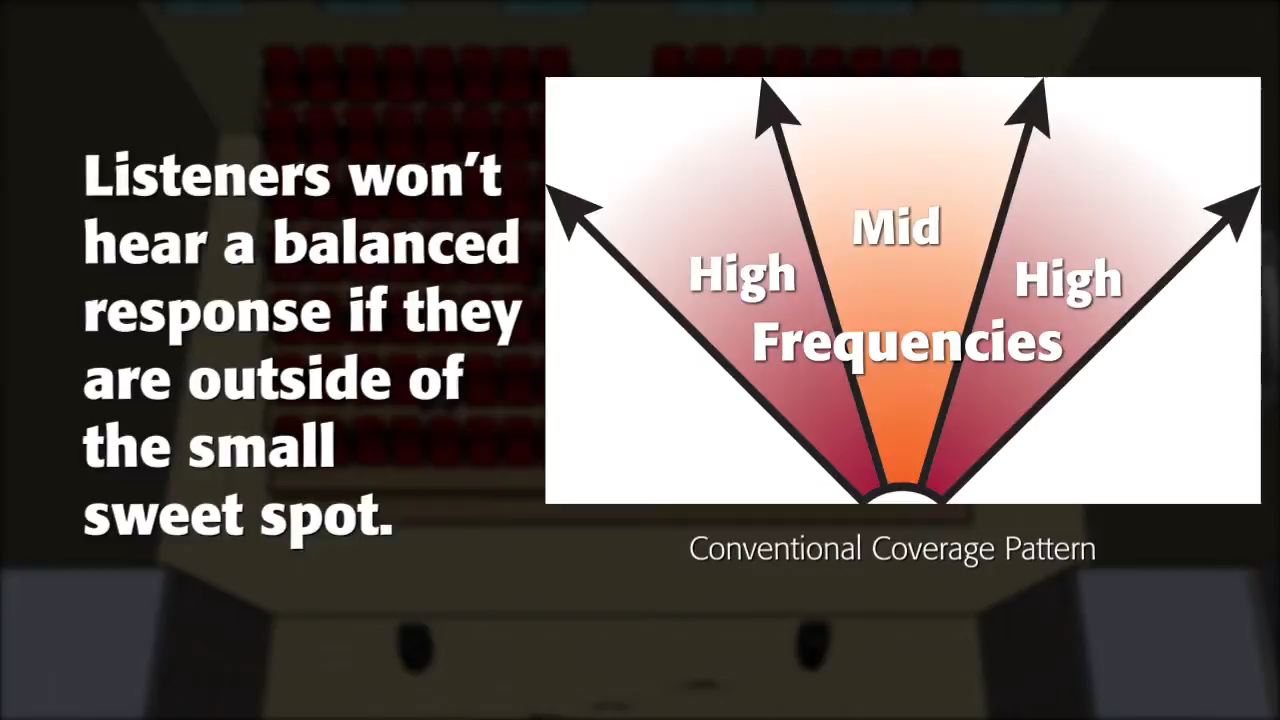 Listeners won’t
hear a balanced
response if they
are outside of
the small
sweet spot.
Mid
High
High
Frequencies
Conventional Coverage Pattern